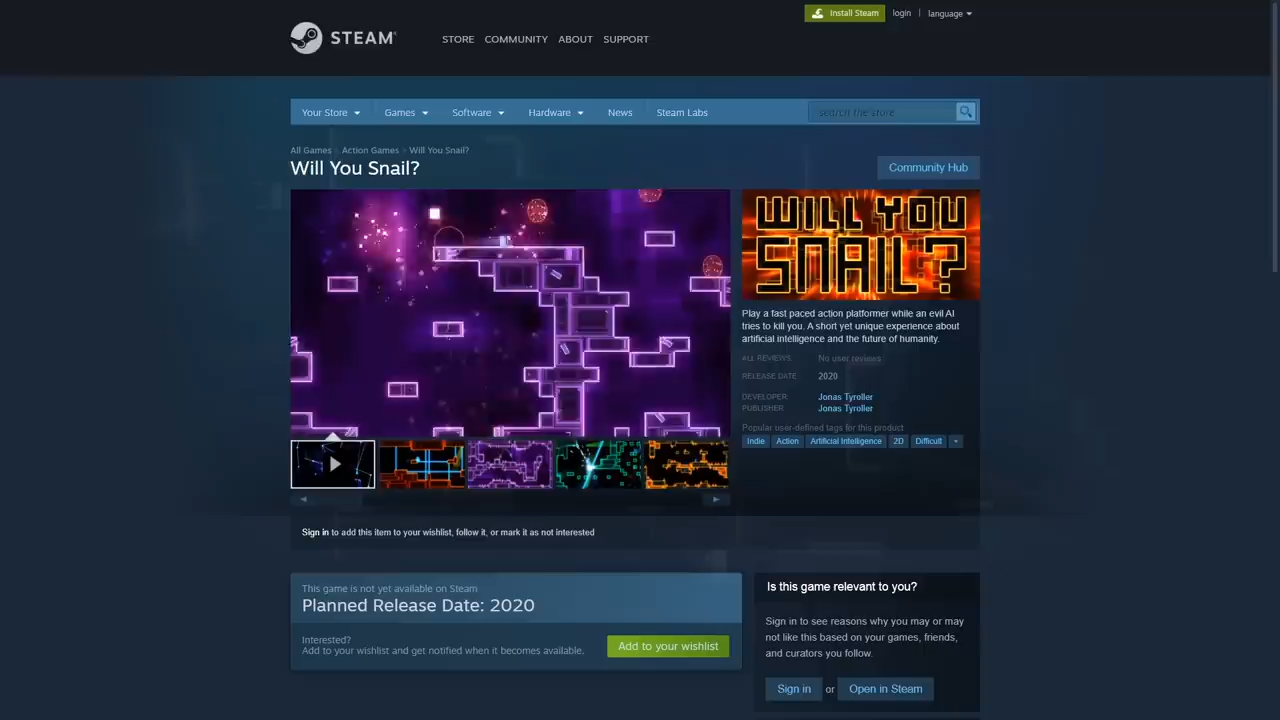 Install Steam
login
language
STEAM
STORE
COMMUNITY
ABOUT
SUPPORT
Your Store
Games
Software
Hardware
News
Steam Labs
search the store
All Games > Action Games > Will You Snail?
Will You Snail?
Community Hub
WILL YOU
SNAIL?
Play a fast paced action platformer while an evil AI
tries to kill you. A short yet unique experience about
artificial intelligence and the future of humanity.
ALL REVIEWS: No user reviews
RELEASE DATE: 2020
DEVELOPER: Jonas Tyroller
PUBLISHER: Jonas Tyroller
Popular user-defined tags for this product
Indie Action Artificial Intelligence 2D Difficult +
Sign in to add this item to your wishlist, follow it, or mark it as not interested
This game is not yet available on Steam
Planned Release Date: 2020
Interested?
Add to your wishlist and get notified when it becomes available.
Add to your wishlist
Is this game relevant to you?
Sign in to see reasons why you may or may
not like this based on your games, friends,
and curators you follow.
Sign in or Open in Steam